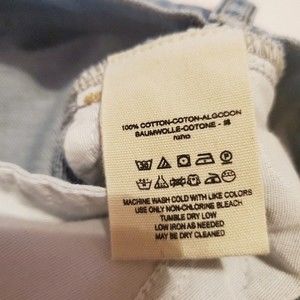 100% COTTON-COTON-ALGODON
BAUMWOLLE-COTONE - 綿
MACHINE WASH COLD WITH LIKE COLORS
USE ONLY NON-CHLORINE BLEACH
TUMBLE DRY LOW
LOW IRON AS NEEDED
MAY BE DRY CLEANED